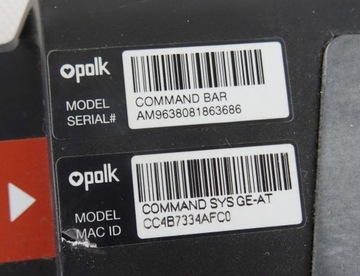 polk
MODEL COMMAND BAR
SERIAL# AM9638081863686
polk
MODEL COMMAND SYS GE-AT
MAC ID CC4B7334AFC0